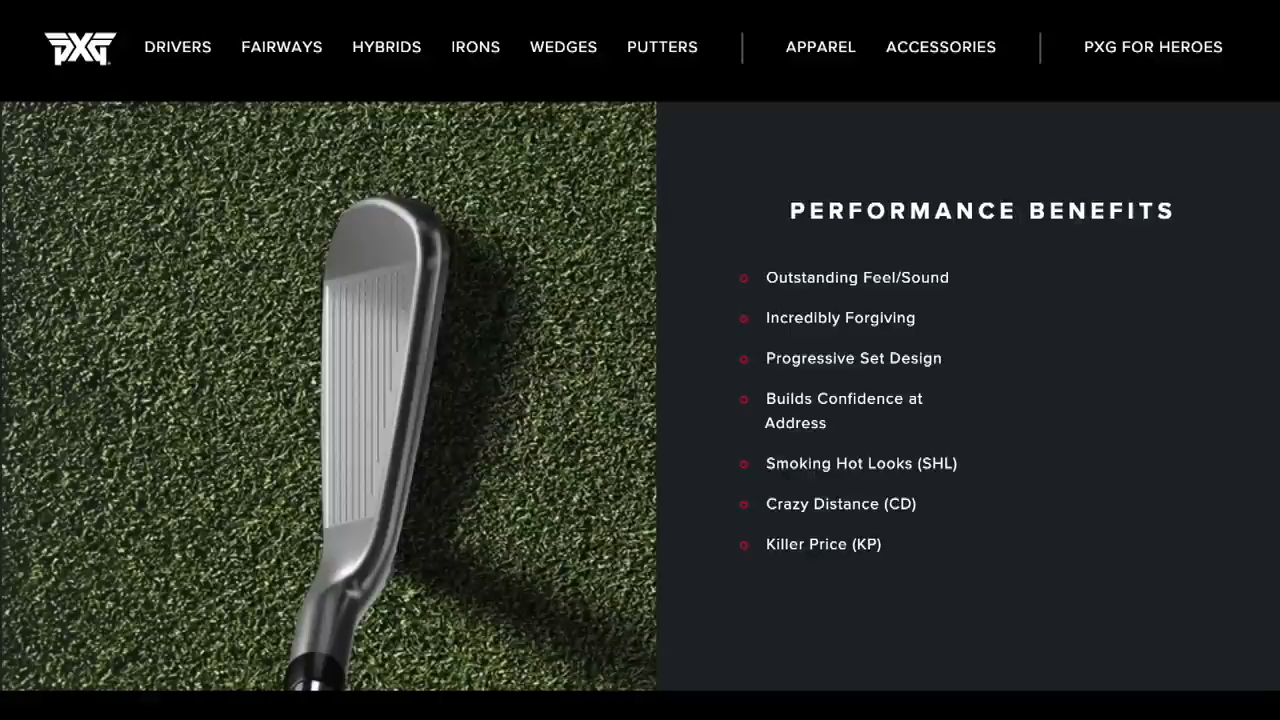 PXG DRIVERS FAIRWAYS HYBRIDS IRONS WEDGES PUTTERS APPAREL ACCESSORIES PXG FOR HEROES
PERFORMANCE BENEFITS
Outstanding Feel/Sound
Incredibly Forgiving
Progressive Set Design
Builds Confidence at
Address
Smoking Hot Looks (SHL)
Crazy Distance (CD)
Killer Price (KP)